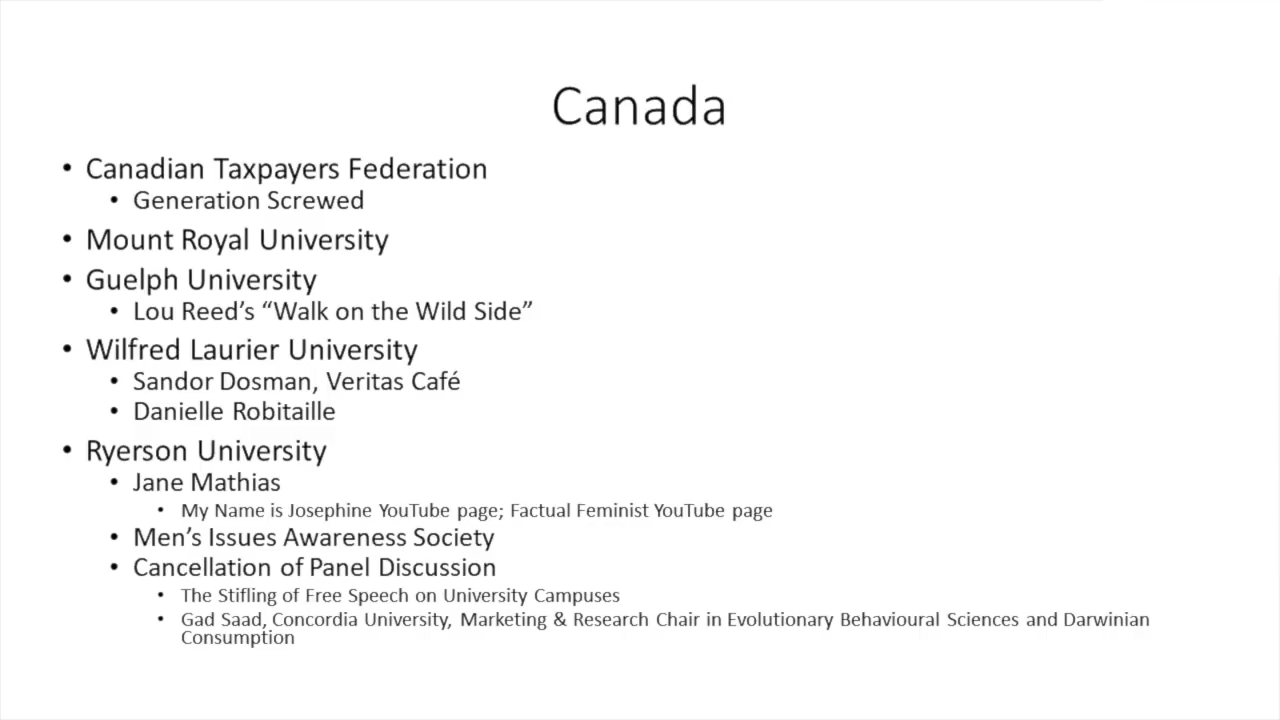 Canada
• Canadian Taxpayers Federation
• Generation Screwed
• Mount Royal University
• Guelph University
• Lou Reed’s “Walk on the Wild Side”
• Wilfred Laurier University
• Sandor Dosman, Veritas Café
• Danielle Robitaille
• Ryerson University
• Jane Mathias
• My Name is Josephine YouTube page; Factual Feminist YouTube page
• Men’s Issues Awareness Society
• Cancellation of Panel Discussion
• The Stifling of Free Speech on University Campuses
• Gad Saad, Concordia University, Marketing & Research Chair in Evolutionary Behavioural Sciences and Darwinian
Consumption